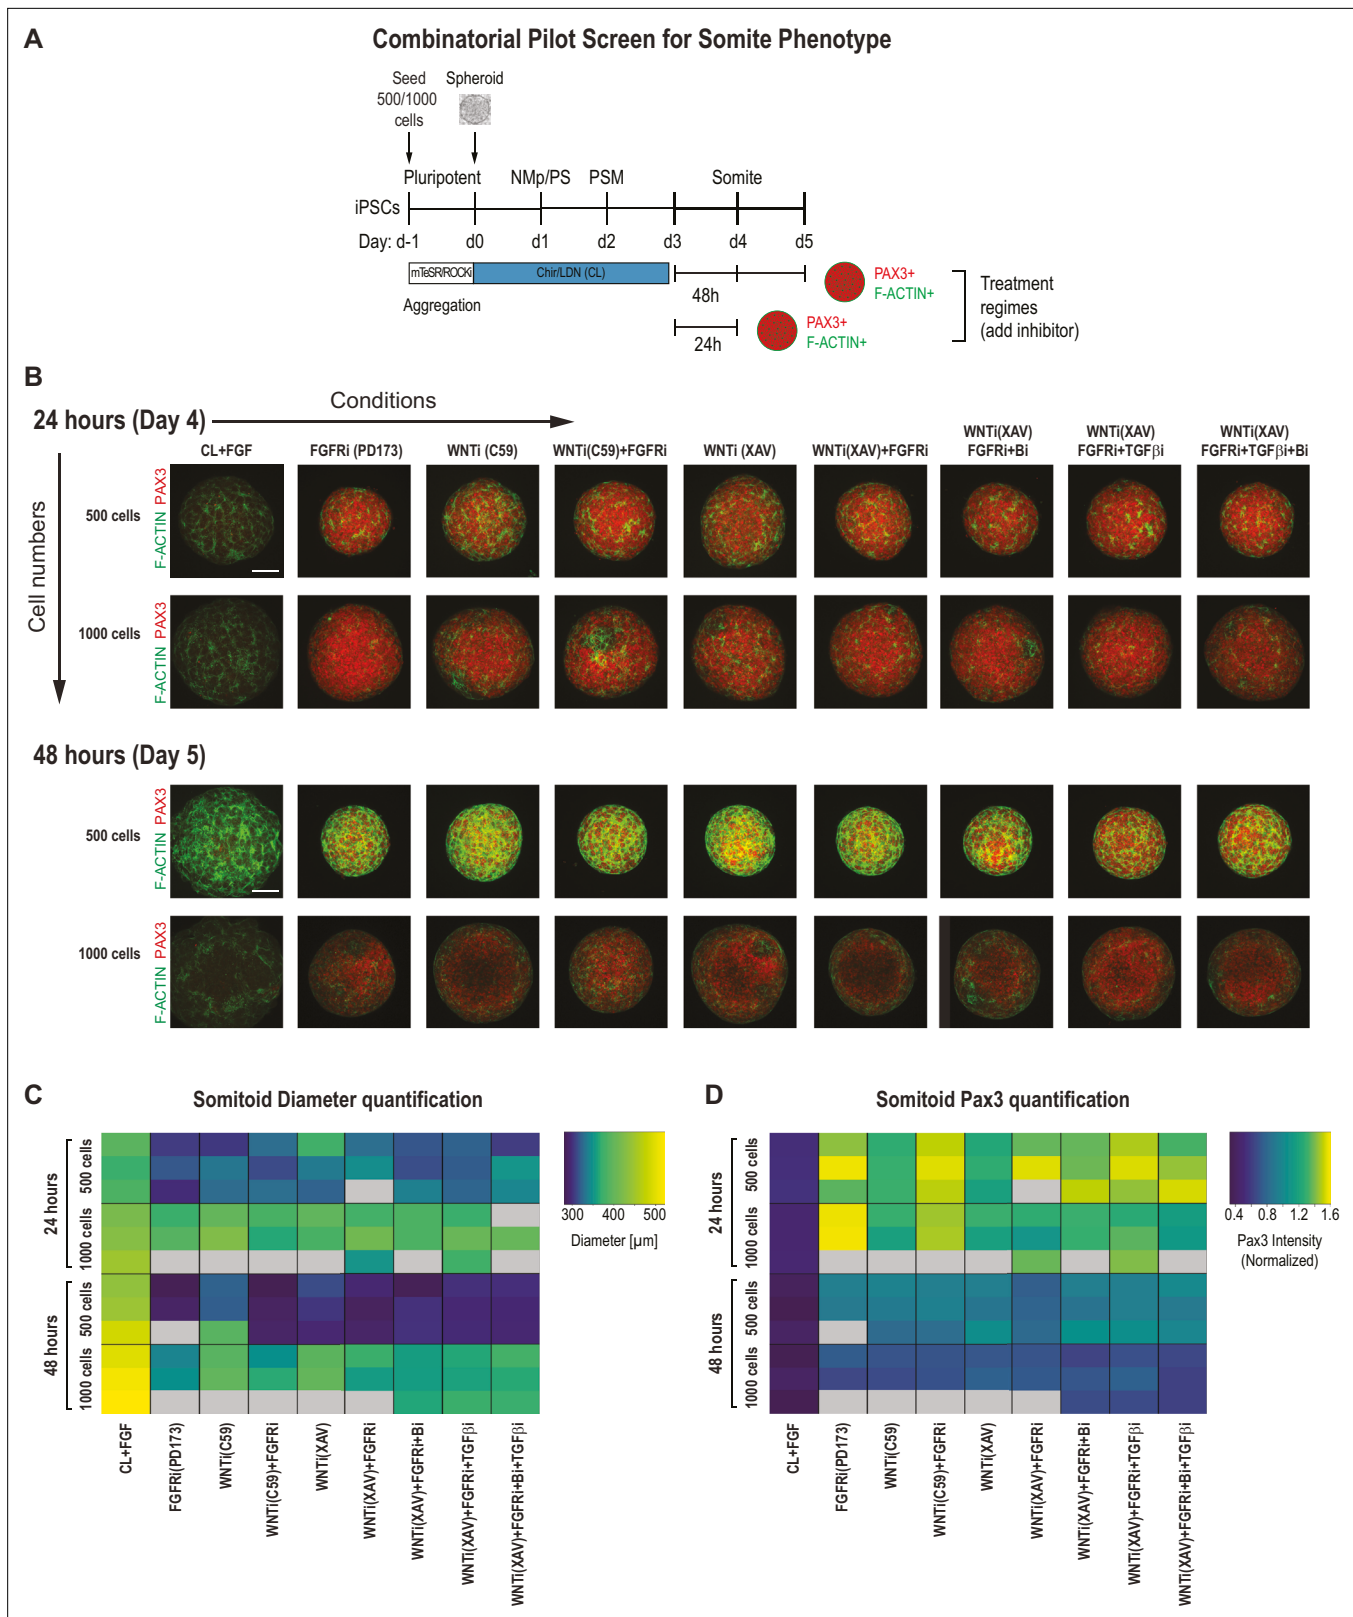 A
Combinatorial Pilot Screen for Somite Phenotype
Seed
500/1000
cells
Spheroid
Pluripotent
NMp/PS
PSM
Somite
iPSCs
Day: d-1
d0
d1
d2
d3
d4
d5
mTeSR/ROCKi
Chir/LDN (CL)
Aggregation
48h
24h
PAX3+
F-ACTIN+
PAX3+
F-ACTIN+
Treatment
regimes
(add inhibitor)
B
24 hours (Day 4)
Conditions
Cell numbers
CL+FGF
FGFRi (PD173)
WNTi (C59)
WNTi(C59)+FGFRi
WNTi (XAV)
WNTi(XAV)+FGFRi
WNTi(XAV)
FGFRi+Bi
WNTi(XAV)
FGFRi+TGFβi
WNTi(XAV)
FGFRi+TGFβi+Bi
500 cells
F-ACTIN PAX3
1000 cells
F-ACTIN PAX3
48 hours (Day 5)
500 cells
F-ACTIN PAX3
1000 cells
F-ACTIN PAX3
C
Somitoid Diameter quantification
24 hours
500 cells
1000 cells
48 hours
500 cells
1000 cells
CL+FGF
FGFRi(PD173)
WNTi(C59)
WNTi(C59)+FGFRi
WNTi(XAV)
WNTi(XAV)+FGFRi
WNTi(XAV)+FGFRi+Bi
WNTi(XAV)+FGFRi+TGFβi
WNTi(XAV)+FGFRi+Bi+TGFβi
300 400 500
Diameter [µm]
D
Somitoid Pax3 quantification
24 hours
500 cells
1000 cells
48 hours
500 cells
1000 cells
CL+FGF
FGFRi(PD173)
WNTi(C59)
WNTi(C59)+FGFRi
WNTi(XAV)
WNTi(XAV)+FGFRi
WNTi(XAV)+FGFRi+Bi
WNTi(XAV)+FGFRi+TGFβi
WNTi(XAV)+FGFRi+Bi+TGFβi
0.4 0.8 1.2 1.6
Pax3 Intensity
(Normalized)